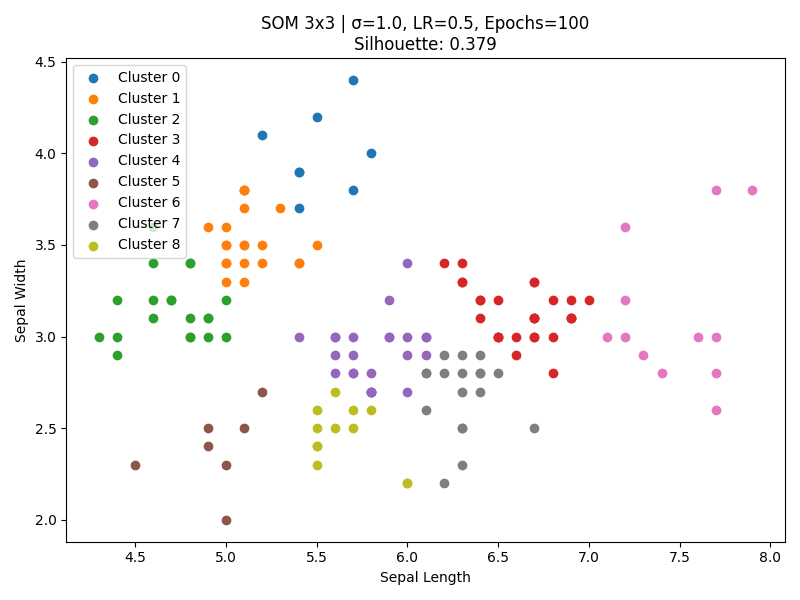 SOM 3x3 | σ=1.0, LR=0.5, Epochs=100
Silhouette: 0.379
Cluster 0
Cluster 1
Cluster 2
Cluster 3
Cluster 4
Cluster 5
Cluster 6
Cluster 7
Cluster 8
Sepal Width
4.5
4.0
3.5
3.0
2.5
2.0
4.5 5.0 5.5 6.0 6.5 7.0 7.5 8.0
Sepal Length